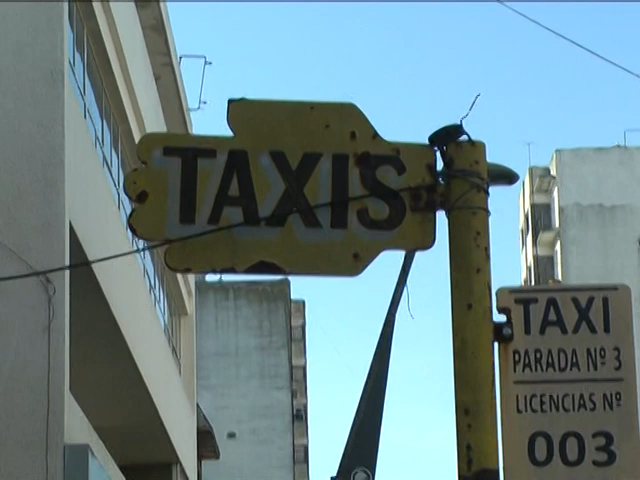 TAXIS
TAXI
PARADA Nº 3
LICENCIAS Nº
003